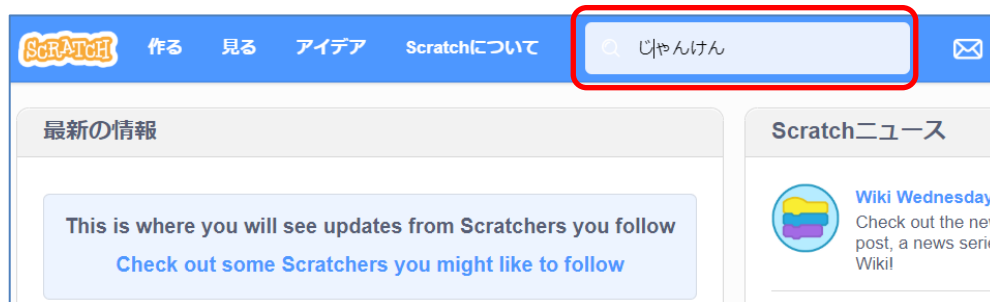 SCRATCH 作る 見る アイデア Scratchについて じゃんけん
最新の情報
Scratchニュース
This is where you will see updates from Scratchers you follow
Check out some Scratchers you might like to follow
Wiki Wednesday
Check out the ne
post, a news seri
Wiki!